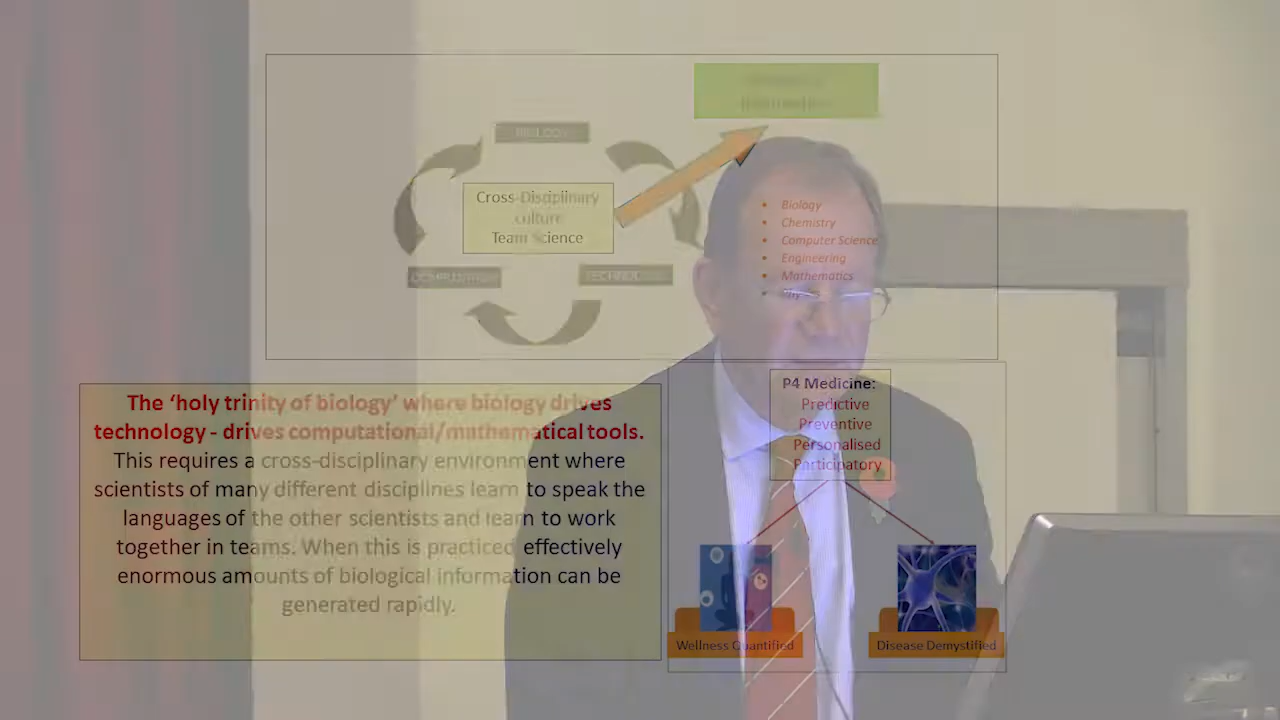 BIOLOGY
Cross-Disciplinary
culture
Team Science
COMPUTATION
TECHNOLOGY
• Biology
• Chemistry
• Computer Science
• Engineering
• Mathematics
The ‘holy trinity of biology’ where biology drives
technology - drives computational/mathematical tools.
This requires a cross-disciplinary environment where
scientists of many different disciplines learn to speak the
languages of the other scientists and learn to work
together in teams. When this is practiced effectively
enormous amounts of biological information can be
generated rapidly.
P4 Medicine:
Predictive
Preventive
Personalised
Participatory
Wellness Quantified
Disease Demystified